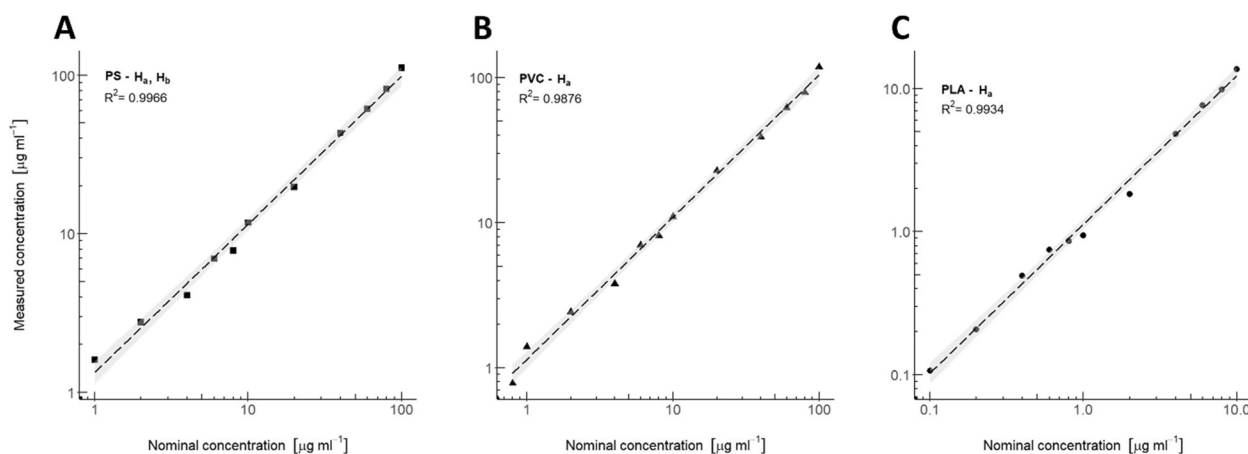 A
B
C
PS - Hₐ, H_b
R²= 0.9966
PVC - Hₐ
R²= 0.9876
PLA - Hₐ
R²= 0.9934
Measured concentration [μg ml⁻¹]
100
10
1
100
10
1
10.0
1.0
0.1
1 10 100
1 10 100
0.1 1.0 10.0
Nominal concentration [μg ml⁻¹]
Nominal concentration [μg ml⁻¹]
Nominal concentration [μg ml⁻¹]